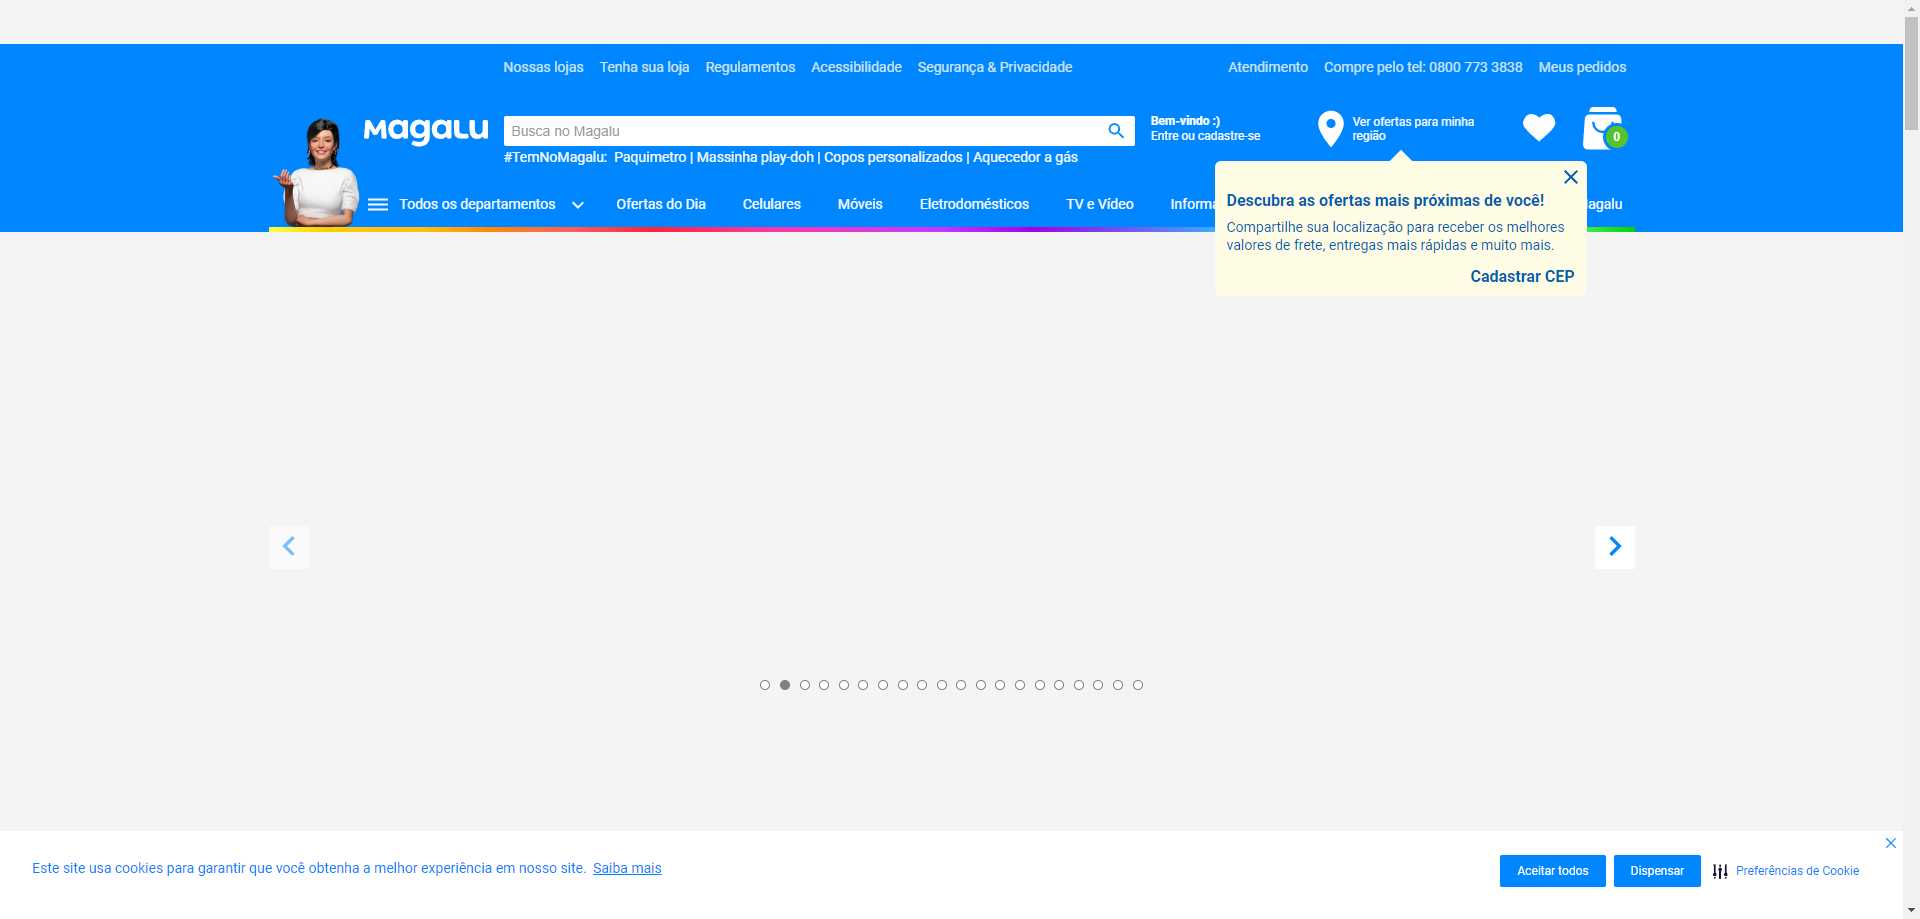 Nossas lojas Tenha sua loja Regulamentos Acessibilidade Segurança & Privacidade Atendimento Compre pelo tel: 0800 773 3838 Meus pedidos
Magalu
Busca no Magalu
Bem-vindo :)
Entre ou cadastre-se
Ver ofertas para minha
região
0
#TemNoMagalu: Paquimetro | Massinha play-doh | Copos personalizados | Aquecedor a gás
Todos os departamentos Ofertas do Dia Celulares Móveis Eletrodomésticos TV e Vídeo
Descubra as ofertas mais próximas de você!
Compartilhe sua localização para receber os melhores
valores de frete, entregas mais rápidas e muito mais.
Cadastrar CEP
Este site usa cookies para garantir que você obtenha a melhor experiência em nosso site. Saiba mais
Aceitar todos Dispensar Preferências de Cookie